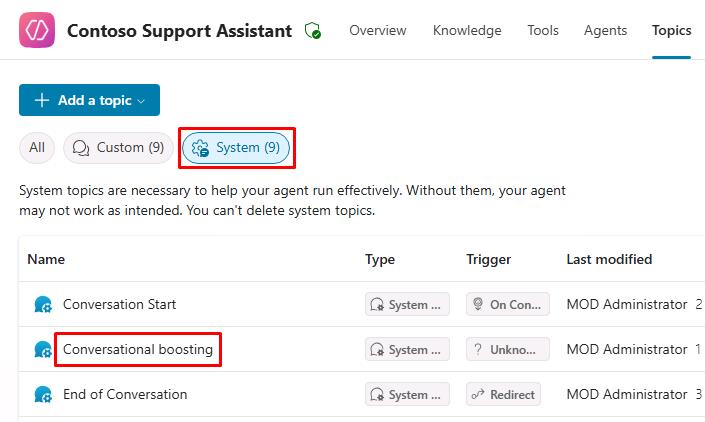 Contoso Support Assistant Overview Knowledge Tools Agents Topics
Add a topic
All Custom (9) System (9)
System topics are necessary to help your agent run effectively. Without them, your agent
may not work as intended. You can't delete system topics.
Name Type Trigger Last modified
Conversation Start System ... On Con... MOD Administrator 2
Conversational boosting System ... ? Unkno... MOD Administrator 1
End of Conversation System ... Redirect MOD Administrator 3